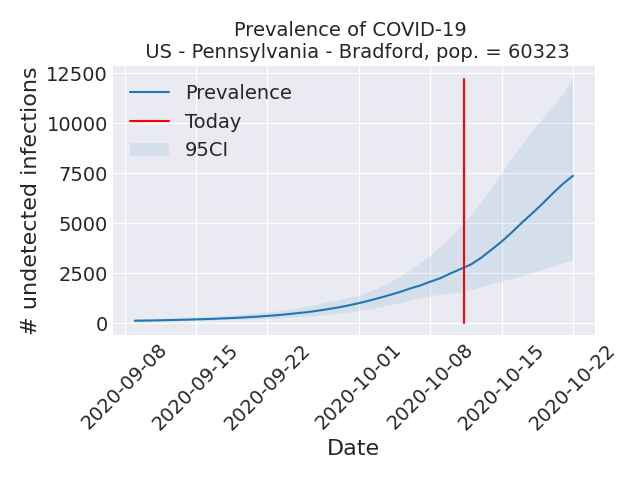 Prevalence of COVID-19
US - Pennsylvania - Bradford, pop. = 60323
# undetected infections
12500
10000
7500
5000
2500
0
Prevalence
Today
95CI
2020-09-08
2020-09-15
2020-09-22
2020-10-01
2020-10-08
2020-10-15
2020-10-22
Date